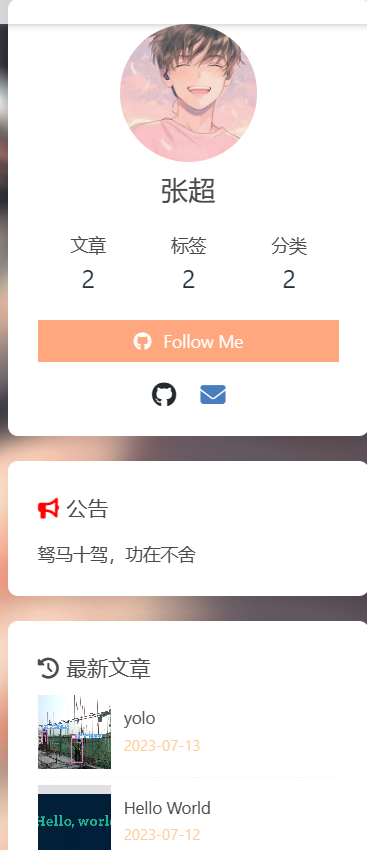 张超
文章 标签 分类
2 2 2
Follow Me
公告
驽马十驾，功在不舍
最新文章
yolo
2023-07-13
Hello, worl
Hello World
2023-07-12